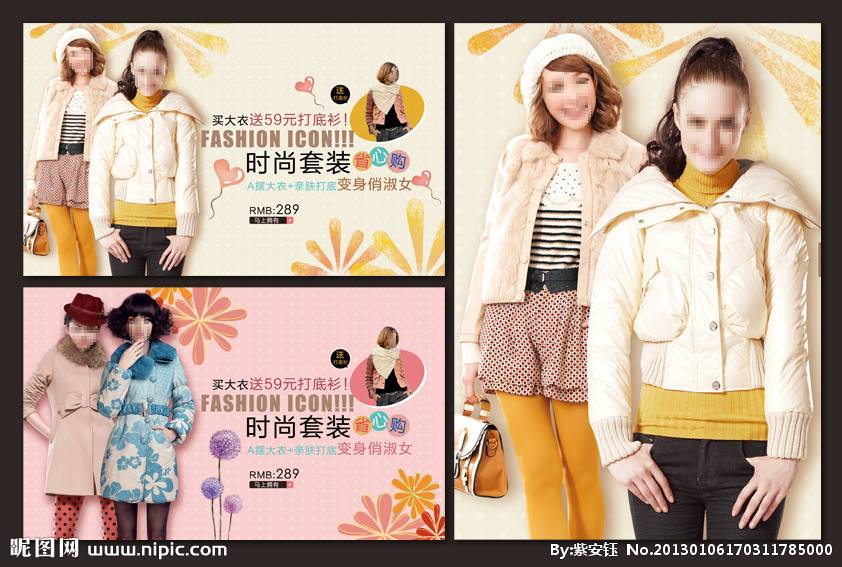 送
打底衫
买大衣送59元打底衫!
FASHION ICON!!!
时尚套装省心购
A摆大衣+亲肤打底变身俏淑女
RMB:289
马上拥有
送
打底衫
买大衣送59元打底衫!
FASHION ICON!!!
时尚套装省心购
A摆大衣+亲肤打底变身俏淑女
RMB:289
马上拥有
昵图网 www.nipic.com
By:紫安钰 No.20130106170311785000